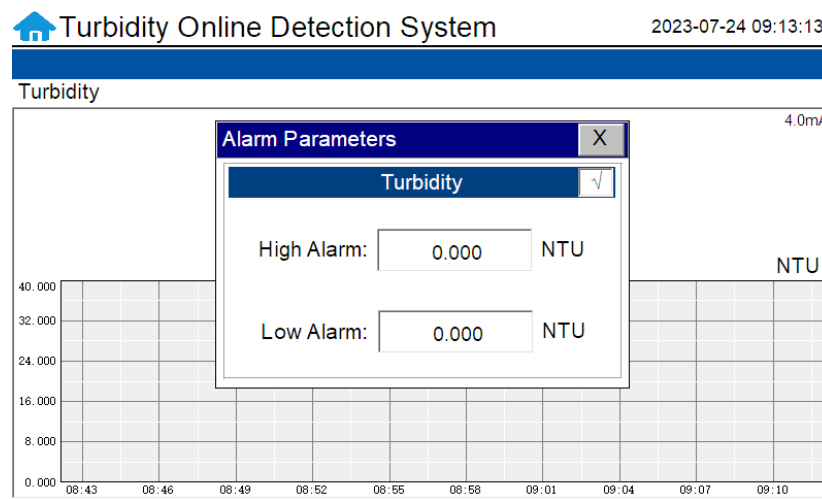 Turbidity Online Detection System 2023-07-24 09:13:13
Turbidity
4.0mA
Alarm Parameters X
Turbidity √
High Alarm: 0.000 NTU
NTU
Low Alarm: 0.000 NTU
40.000
32.000
24.000
16.000
8.000
0.000
08:43 08:46 08:49 08:52 08:55 08:58 09:01 09:04 09:07 09:10